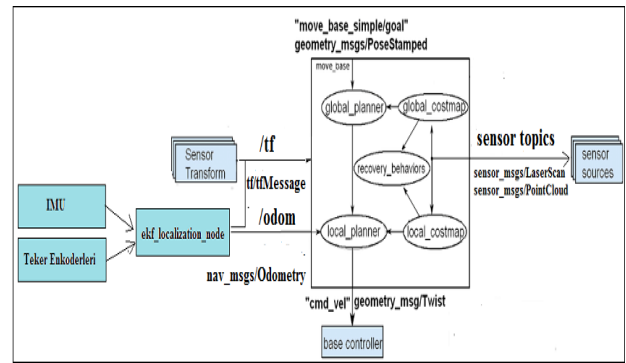 "move_base_simple/goal"
geometry_msgs/PoseStamped
move_base
global_planner
global_costmap
/tf
sensor topics
Sensor
Transform
recovery_behaviors
sensor
sources
tf/tfMessage
sensor_msgs/LaserScan
sensor_msgs/PointCloud
IMU
/odom
ekf_localization_node
local_planner
local_costmap
Teker Enkoderleri
nav_msgs/Odometry
"cmd_vel"
geometry_msg/Twist
base controller